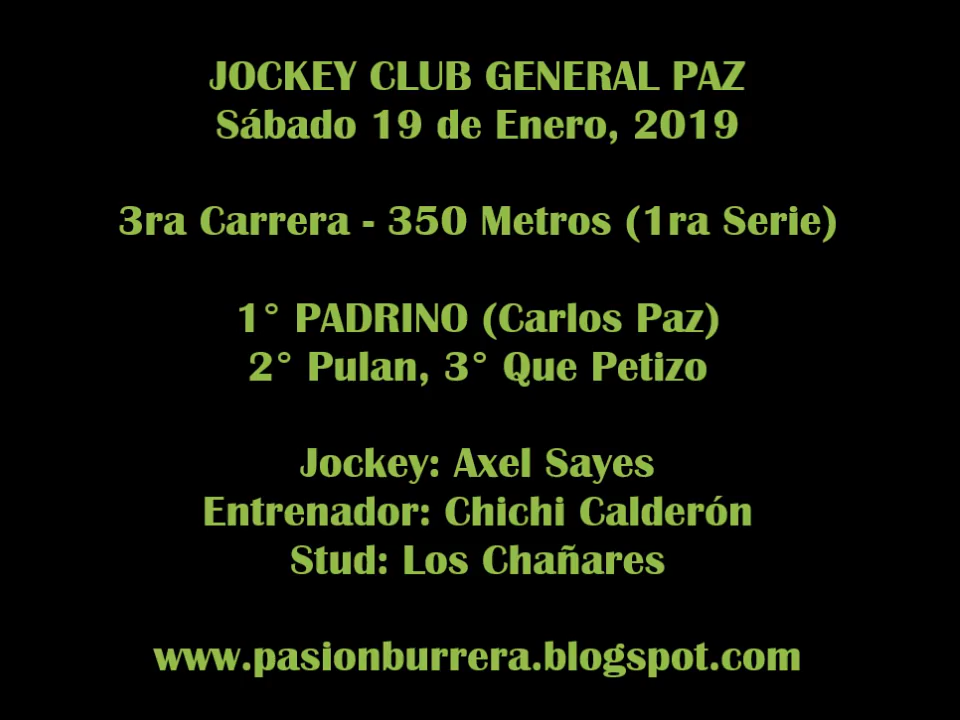 JOCKEY CLUB GENERAL PAZ
Sábado 19 de Enero, 2019
3ra Carrera - 350 Metros (1ra Serie)
1° PADRINO (Carlos Paz)
2° Pulan, 3° Que Petizo
Jockey: Axel Sayes
Entrenador: Chichi Calderón
Stud: Los Chañares
www.pasionburrera.blogspot.com